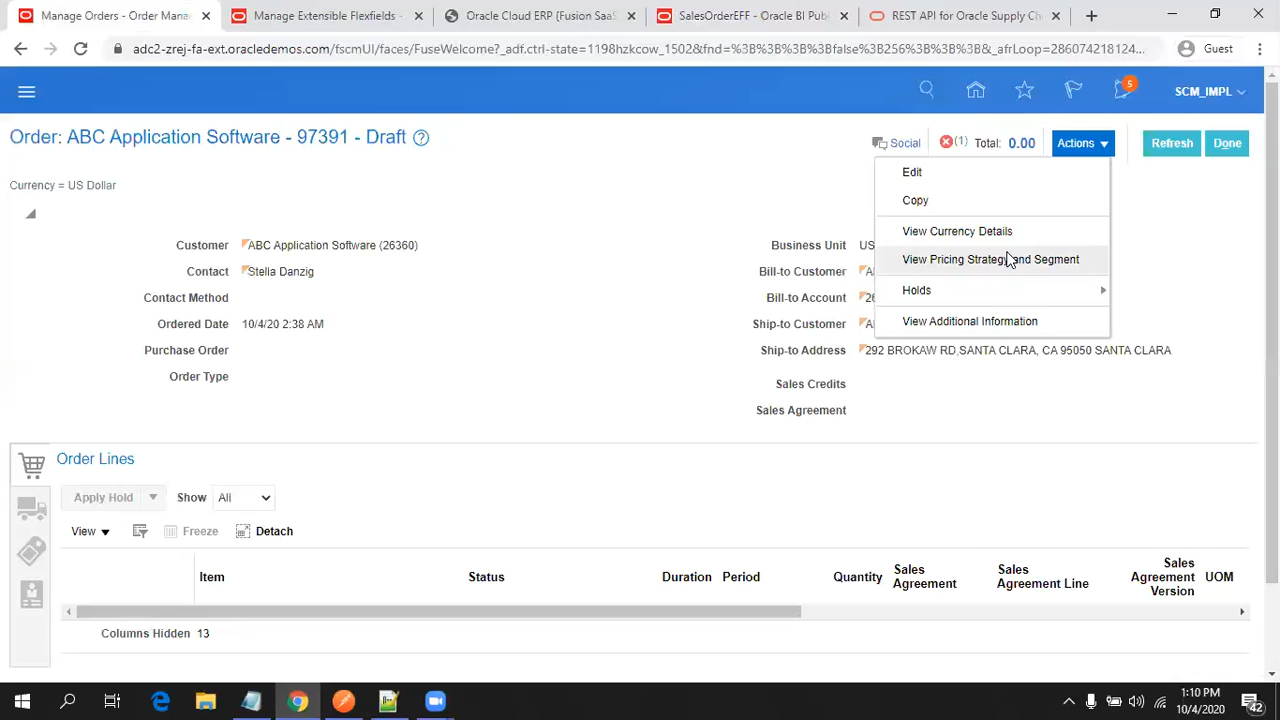 Manage Orders - Order Mana
Manage Extensible Flexfields
Oracle Cloud ERP (Fusion SaaS
SalesOrderEFF - Oracle BI Publ
REST API for Oracle Supply Ch
adc2-zrej-fa-ext.oracledemos.com/fscmUI/faces/FuseWelcome?_adf.ctrl-state=1198hzkcow_1502&fnd=%3B%3B%3B%3Bfalse%3B256%3B%3B%3B&_afrLoop=286074218124...
Guest
5
SCM_IMPL
Order: ABC Application Software - 97391 - Draft
Social
(1)
Total: 0.00
Actions
Refresh
Done
Currency = US Dollar
Edit
Copy
View Currency Details
View Pricing Strategy and Segment
Holds
View Additional Information
Customer ABC Application Software (26360)
Contact Stella Danzig
Contact Method
Ordered Date 10/4/20 2:38 AM
Purchase Order
Order Type
Business Unit US
Bill-to Customer A
Bill-to Account 26
Ship-to Customer A
Ship-to Address 292 BROKAW RD,SANTA CLARA, CA 95050 SANTA CLARA
Sales Credits
Sales Agreement
Order Lines
Apply Hold
Show All
View
Freeze
Detach
Item
Status
Duration
Period
Quantity
Sales Agreement
Sales Agreement Line
Sales Agreement Version
UOM
Columns Hidden 13
1:10 PM
10/4/2020
42